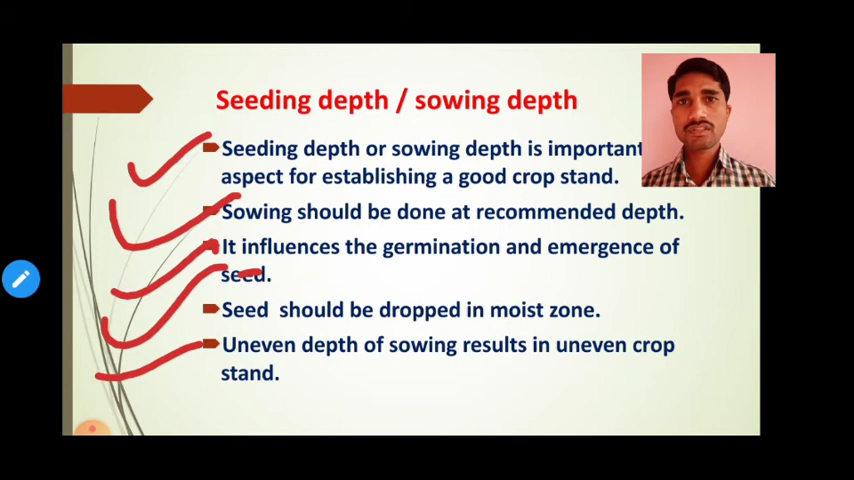 Seeding depth / sowing depth
Seeding depth or sowing depth is important
aspect for establishing a good crop stand.
Sowing should be done at recommended depth.
It influences the germination and emergence of
seed.
Seed should be dropped in moist zone.
Uneven depth of sowing results in uneven crop
stand.